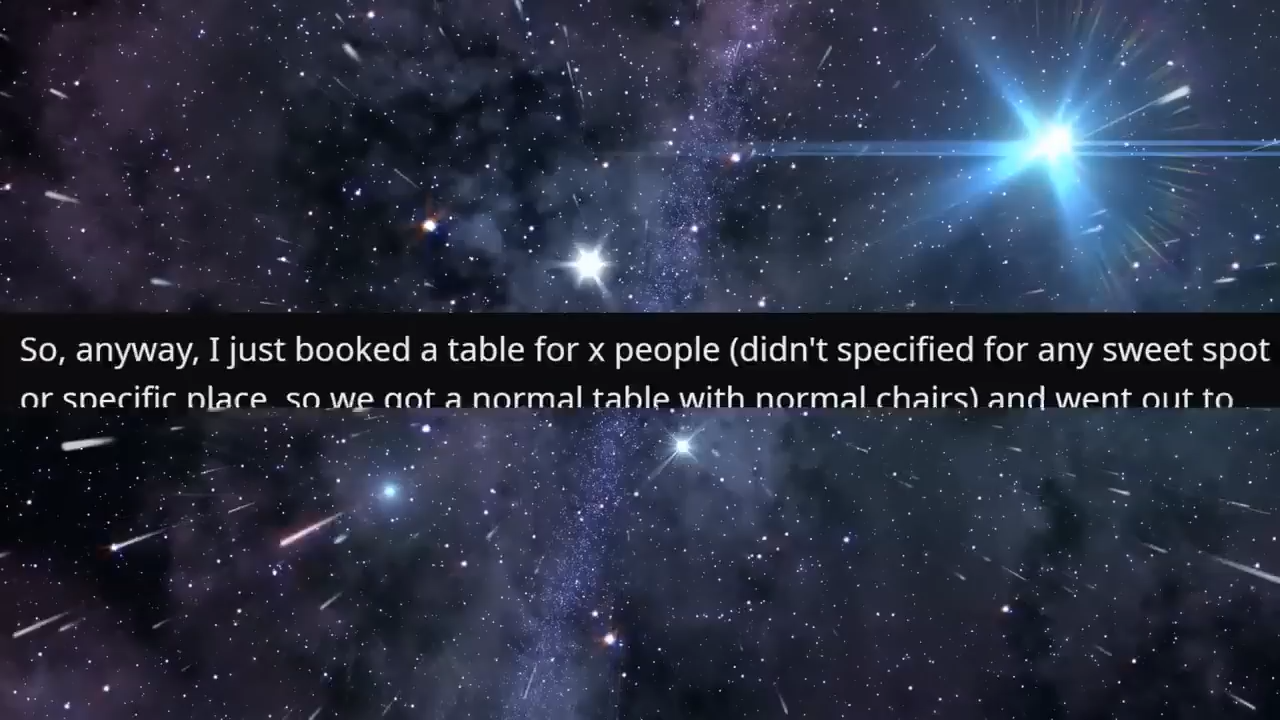 So, anyway, I just booked a table for x people (didn't specified for any sweet spot
or specific place, so we got a normal table with normal chairs) and went out to